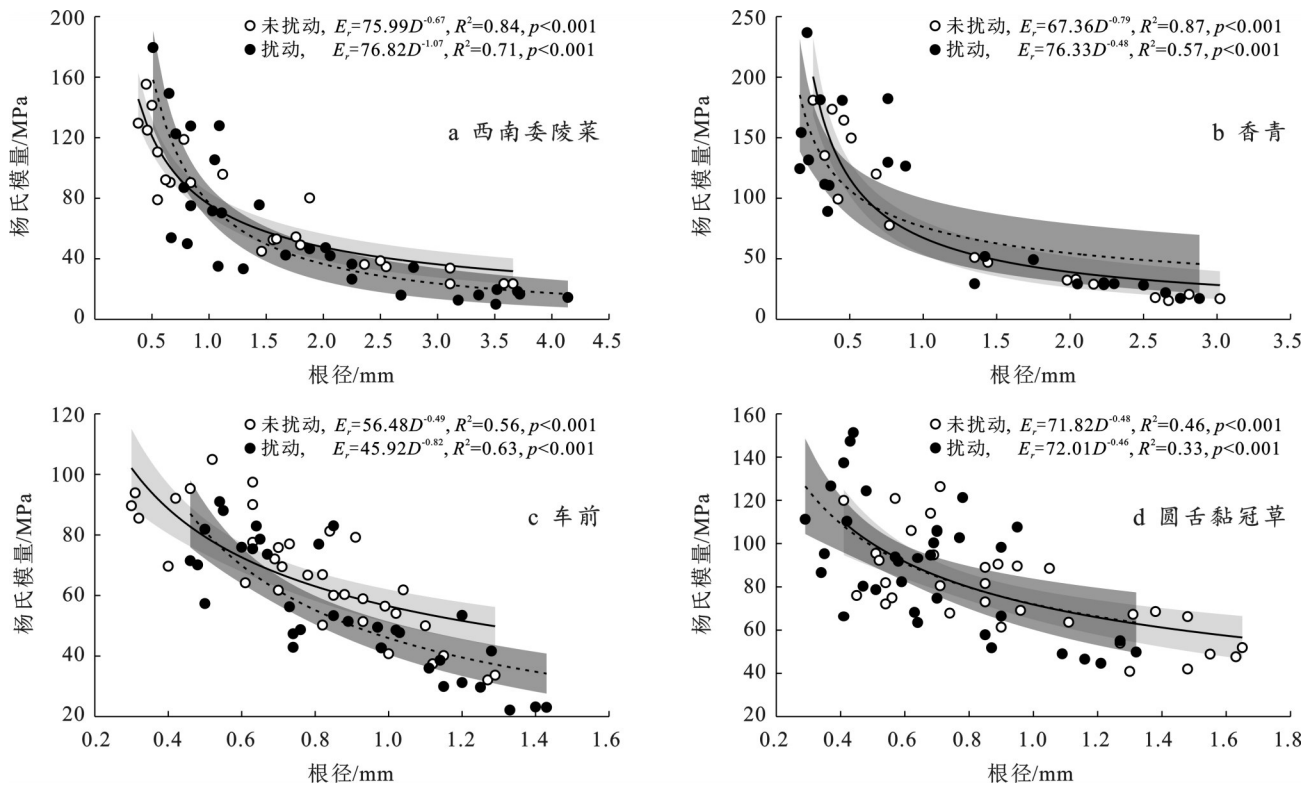 未扰动, Er=75.99D^-0.67, R²=0.84, p<0.001
扰动, Er=76.82D^-1.07, R²=0.71, p<0.001
a 西南委陵菜
杨氏模量/MPa
200
160
120
80
40
0
0.5 1.0 1.5 2.0 2.5 3.0 3.5 4.0 4.5
根径/mm
未扰动, Er=67.36D^-0.79, R²=0.87, p<0.001
扰动, Er=76.33D^-0.48, R²=0.57, p<0.001
b 香青
杨氏模量/MPa
250
200
150
100
50
0
0.5 1.0 1.5 2.0 2.5 3.0 3.5
根径/mm
未扰动, Er=56.48D^-0.49, R²=0.56, p<0.001
扰动, Er=45.92D^-0.82, R²=0.63, p<0.001
c 车前
杨氏模量/MPa
120
100
80
60
40
20
0.2 0.4 0.6 0.8 1.0 1.2 1.4 1.6
根径/mm
未扰动, Er=71.82D^-0.48, R²=0.46, p<0.001
扰动, Er=72.01D^-0.46, R²=0.33, p<0.001
d 圆舌黏冠草
杨氏模量/MPa
160
140
120
100
80
60
40
20
0.2 0.4 0.6 0.8 1.0 1.2 1.4 1.6 1.8
根径/mm